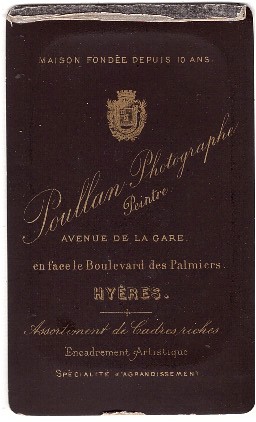 MAISON FONDÉE DEPUIS 10 ANS.
Poullan Photographe
Peintre.
AVENUE DE LA GARE.
en face le Boulevard des Palmiers.
HYÈRES.
Assortiment de Cadres riches
Encadrement Artistique
SPÉCIALITÉ D'AGRANDISSEMENT